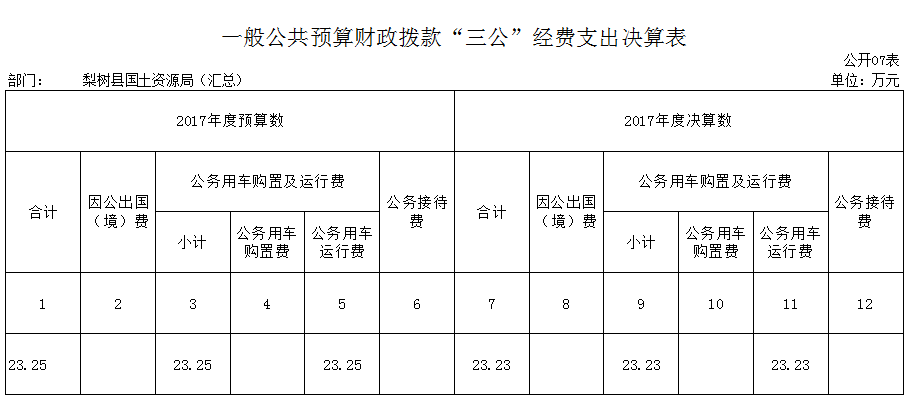 一般公共预算财政拨款“三公”经费支出决算表
公开07表
部门： 梨树县国土资源局（汇总） 单位：万元
2017年度预算数 2017年度决算数
合计 因公出国（境）费 公务用车购置及运行费 公务接待费 合计 因公出国（境）费 公务用车购置及运行费 公务接待费
小计 公务用车购置费 公务用车运行费 小计 公务用车购置费 公务用车运行费
1 2 3 4 5 6 7 8 9 10 11 12
23.25 23.25 23.25 23.23 23.23 23.23